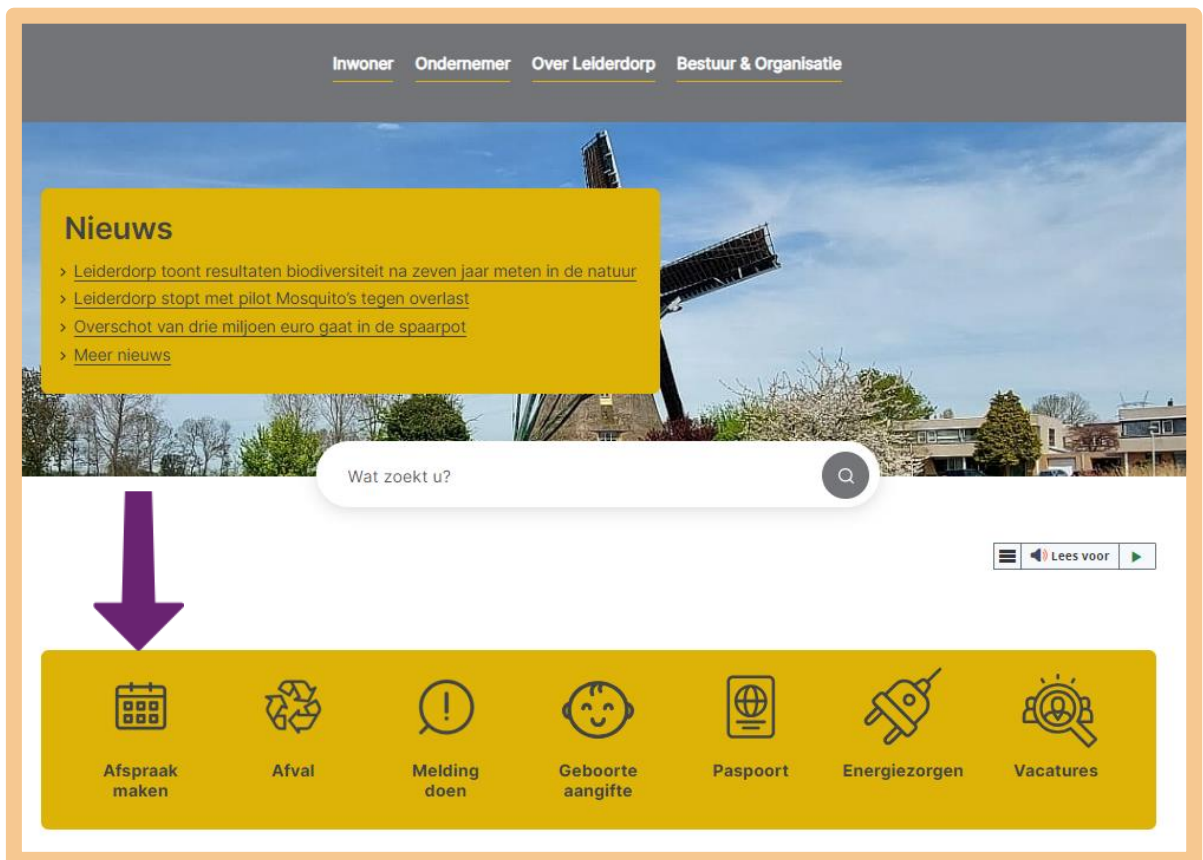 Inwoner Ondernemer Over Leiderdorp Bestuur & Organisatie
Nieuws
Leiderdorp toont resultaten biodiversiteit na zeven jaar meten in de natuur
Leiderdorp stopt met pilot Mosquito's tegen overlast
Overschot van drie miljoen euro gaat in de spaarpot
Meer nieuws
Wat zoekt u?
Lees voor
Afspraak maken
Afval
Melding doen
Geboorte aangifte
Paspoort
Energiezorgen
Vacatures